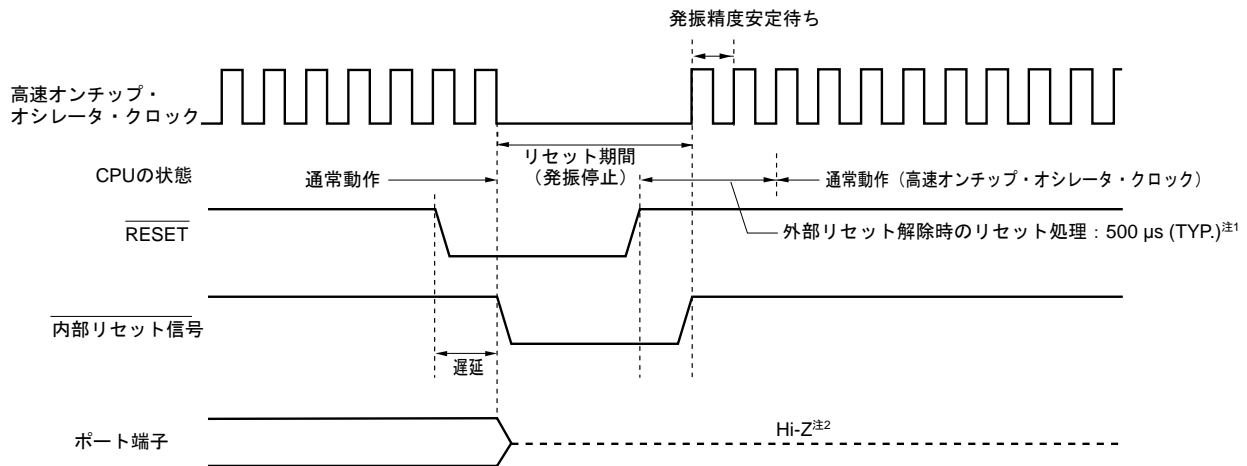 発振精度安定待ち
高速オンチップ・
オシレータ・クロック
リセット期間
(発振停止)
CPUの状態
通常動作
通常動作(高速オンチップ・オシレータ・クロック)
RESET
外部リセット解除時のリセット処理:500 μs (TYP.)注1
内部リセット信号
遅延
ポート端子
Hi-Z注2